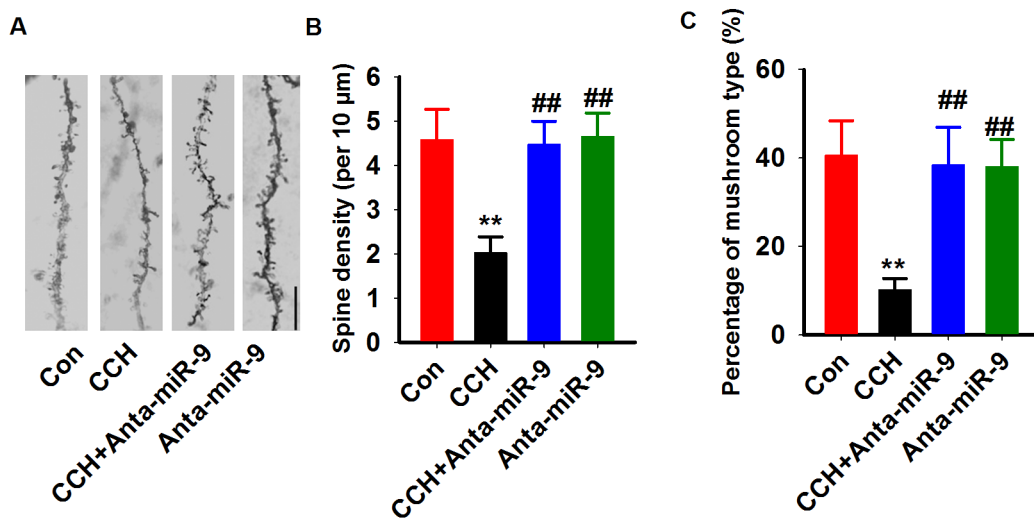 A
Con
CCH
CCH+Anta-miR-9
Anta-miR-9
B
Spine density (per 10 μm)
6
5
4
3
2
1
0
**
##
##
Con
CCH
CCH+Anta-miR-9
Anta-miR-9
C
Percentage of mushroom type (%)
60
40
20
0
**
##
##
Con
CCH
CCH+Anta-miR-9
Anta-miR-9